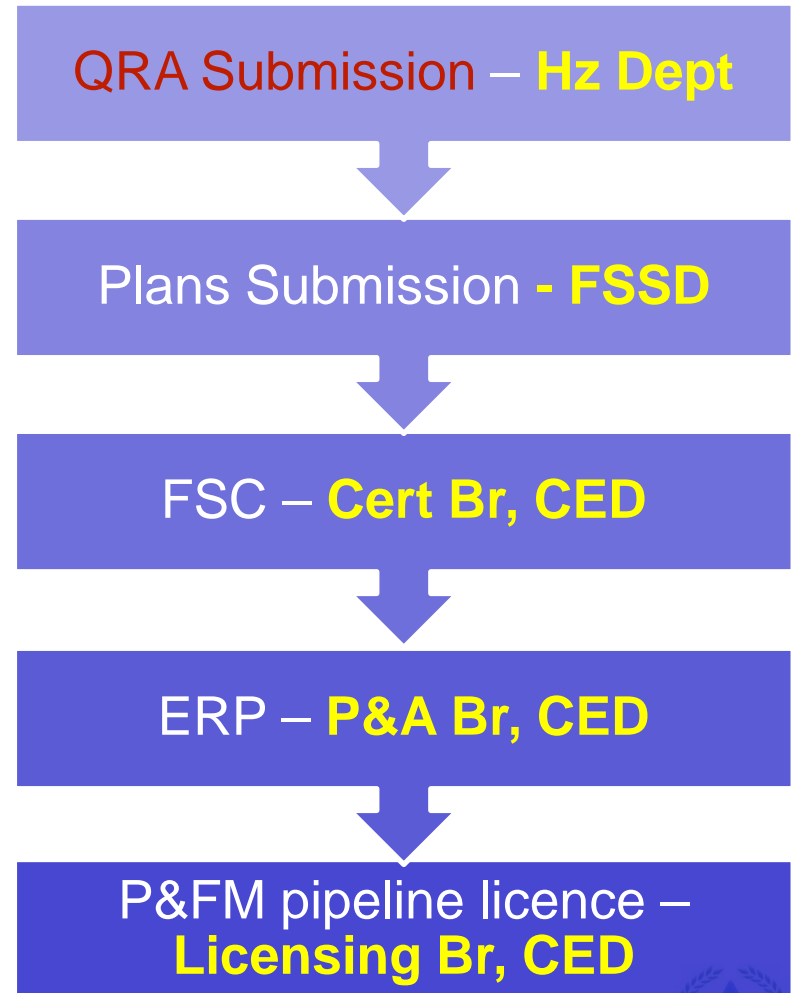 QRA Submission – Hz Dept
Plans Submission - FSSD
FSC – Cert Br, CED
ERP – P&A Br, CED
P&FM pipeline licence –
Licensing Br, CED